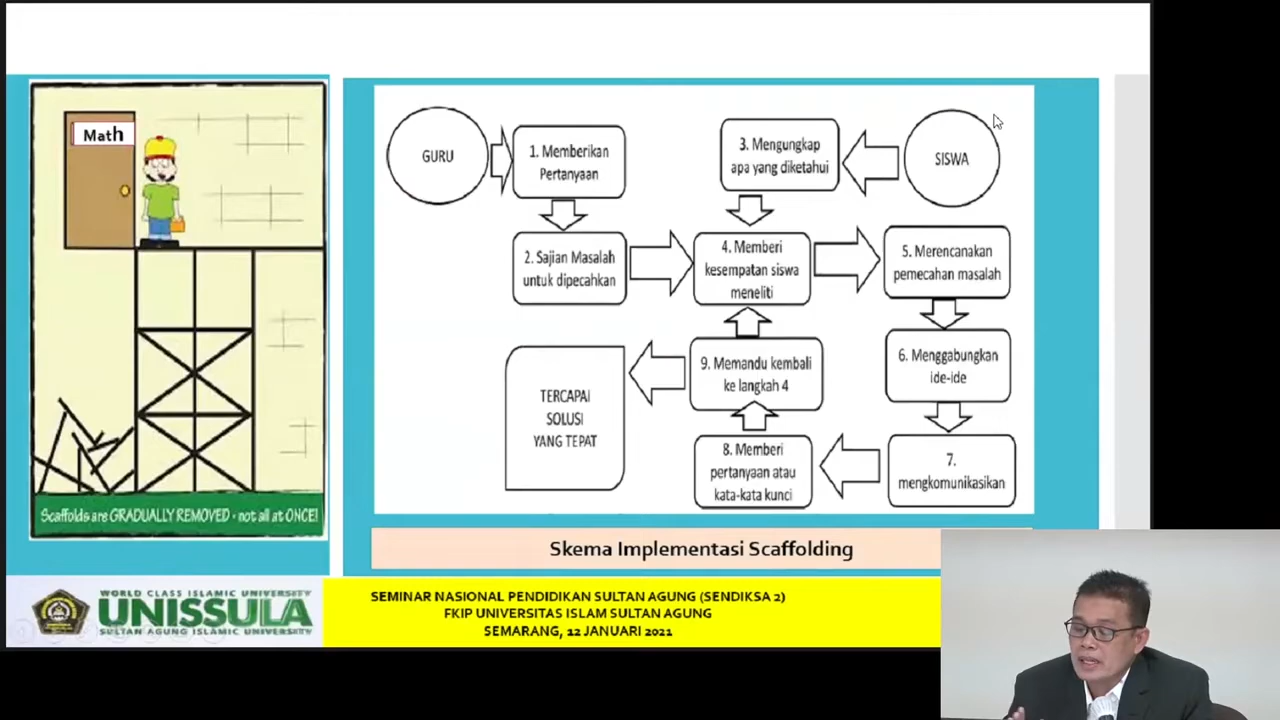 Math
Scaffolds are GRADUALLY REMOVED - not all at ONCE!
GURU
1. Memberikan
Pertanyaan
2. Sajian Masalah
untuk dipecahkan
3. Mengungkap
apa yang diketahui
SISWA
4. Memberi
kesempatan siswa
meneliti
5. Merencanakan
pemecahan masalah
6. Menggabungkan
ide-ide
7.
mengkomunikasikan
8. Memberi
pertanyaan atau
kata-kata kunci
9. Memandu kembali
ke langkah 4
TERCAPAI
SOLUSI
YANG TEPAT
Skema Implementasi Scaffolding
WORLD CLASS ISLAMIC UNIVERSITY
UNISSULA
SULTAN AGUNG ISLAMIC UNIVERSITY
SEMINAR NASIONAL PENDIDIKAN SULTAN AGUNG (SENDIKSA 2)
FKIP UNIVERSITAS ISLAM SULTAN AGUNG
SEMARANG, 12 JANUARI 2021